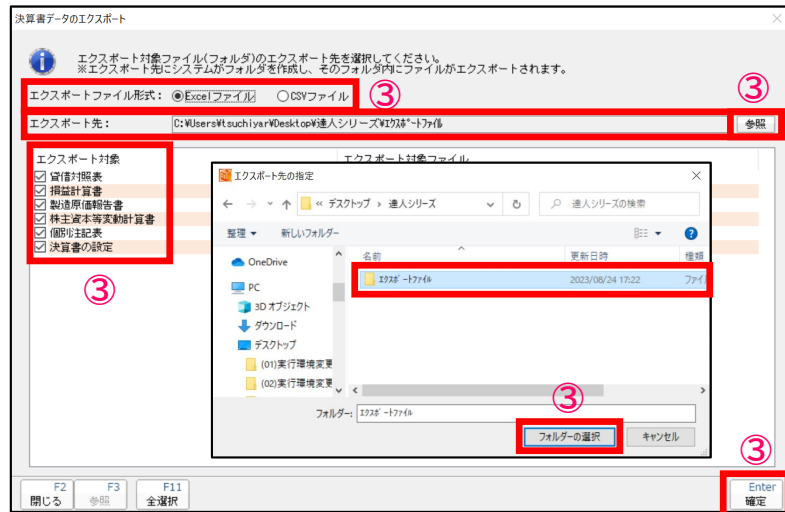 決算書データのエクスポート
エクスポート対象ファイル(フォルダ)のエクスポート先を選択してください。
※エクスポート先にシステムがフォルダを作成し、そのフォルダ内にファイルがエクスポートされます。
エクスポートファイル形式： Excelファイル CSVファイル ③
③
エクスポート先： C:¥Users¥tsuchiyar¥Desktop¥達人シリーズ¥ｴｸｽﾎﾟｰﾄﾌｧｲﾙ 参照
エクスポート対象 エクスポート対象ファイル
貸借対照表
損益計算書
製造原価報告書
株主資本等変動計算書
個別注記表
決算書の設定
③
エクスポート先の指定
« デスクトップ › 達人シリーズ 達人シリーズの検索
整理 新しいフォルダー
名前 更新日時 種類
ｴｸｽﾎﾟｰﾄﾌｧｲﾙ 2023/08/24 17:22
OneDrive
PC
3D オブジェクト
ダウンロード
デスクトップ
(01)実行環境変更
(02)実行環境変更
③
フォルダー: ｴｸｽﾎﾟｰﾄﾌｧｲﾙ
フォルダーの選択 キャンセル
③
F2 F3 F11 Enter
閉じる 参照 全選択 確定